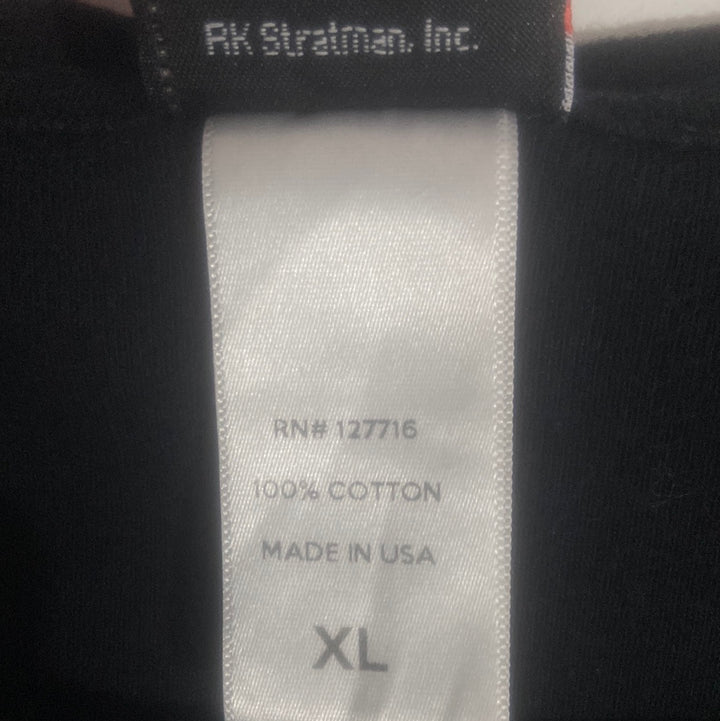 RK Stratman, Inc.
RN# 127716
100% COTTON
MADE IN USA
XL